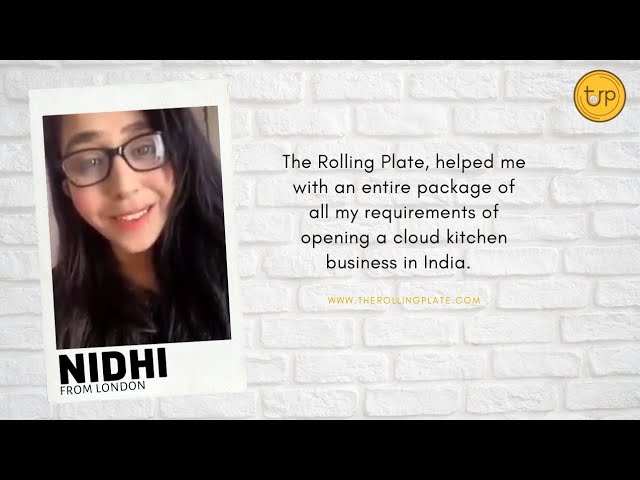 trp
The Rolling Plate, helped me
with an entire package of
all my requirements of
opening a cloud kitchen
business in India.
WWW.THEROLLINGPLATE.COM
NIDHI
FROM LONDON